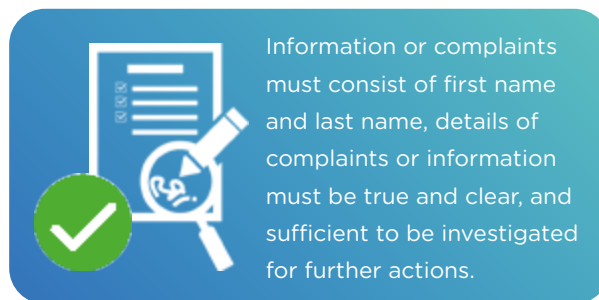 Information or complaints
must consist of first name
and last name, details of
complaints or information
must be true and clear, and
sufficient to be investigated
for further actions.